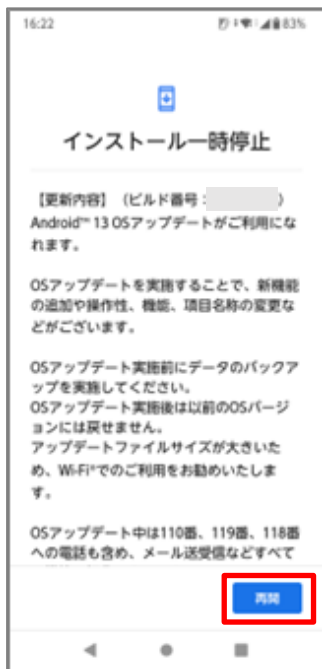 16:22
83%
インストール一時停止
【更新内容】（ビルド番号： ）
Android™ 13 OSアップデートがご利用にな
れます。
OSアップデートを実施することで、新機能
の追加や操作性、機能、項目名称の変更な
どがございます。
OSアップデート実施前にデータのバックア
ップを実施してください。
OSアップデート実施後は以前のOSバージ
ョンには戻せません。
アップデートファイルサイズが大きいた
め、Wi-Fi®でのご利用をお勧めいたしま
す。
OSアップデート中は110番、119番、118番
への電話も含め、メール送受信などすべて
再開